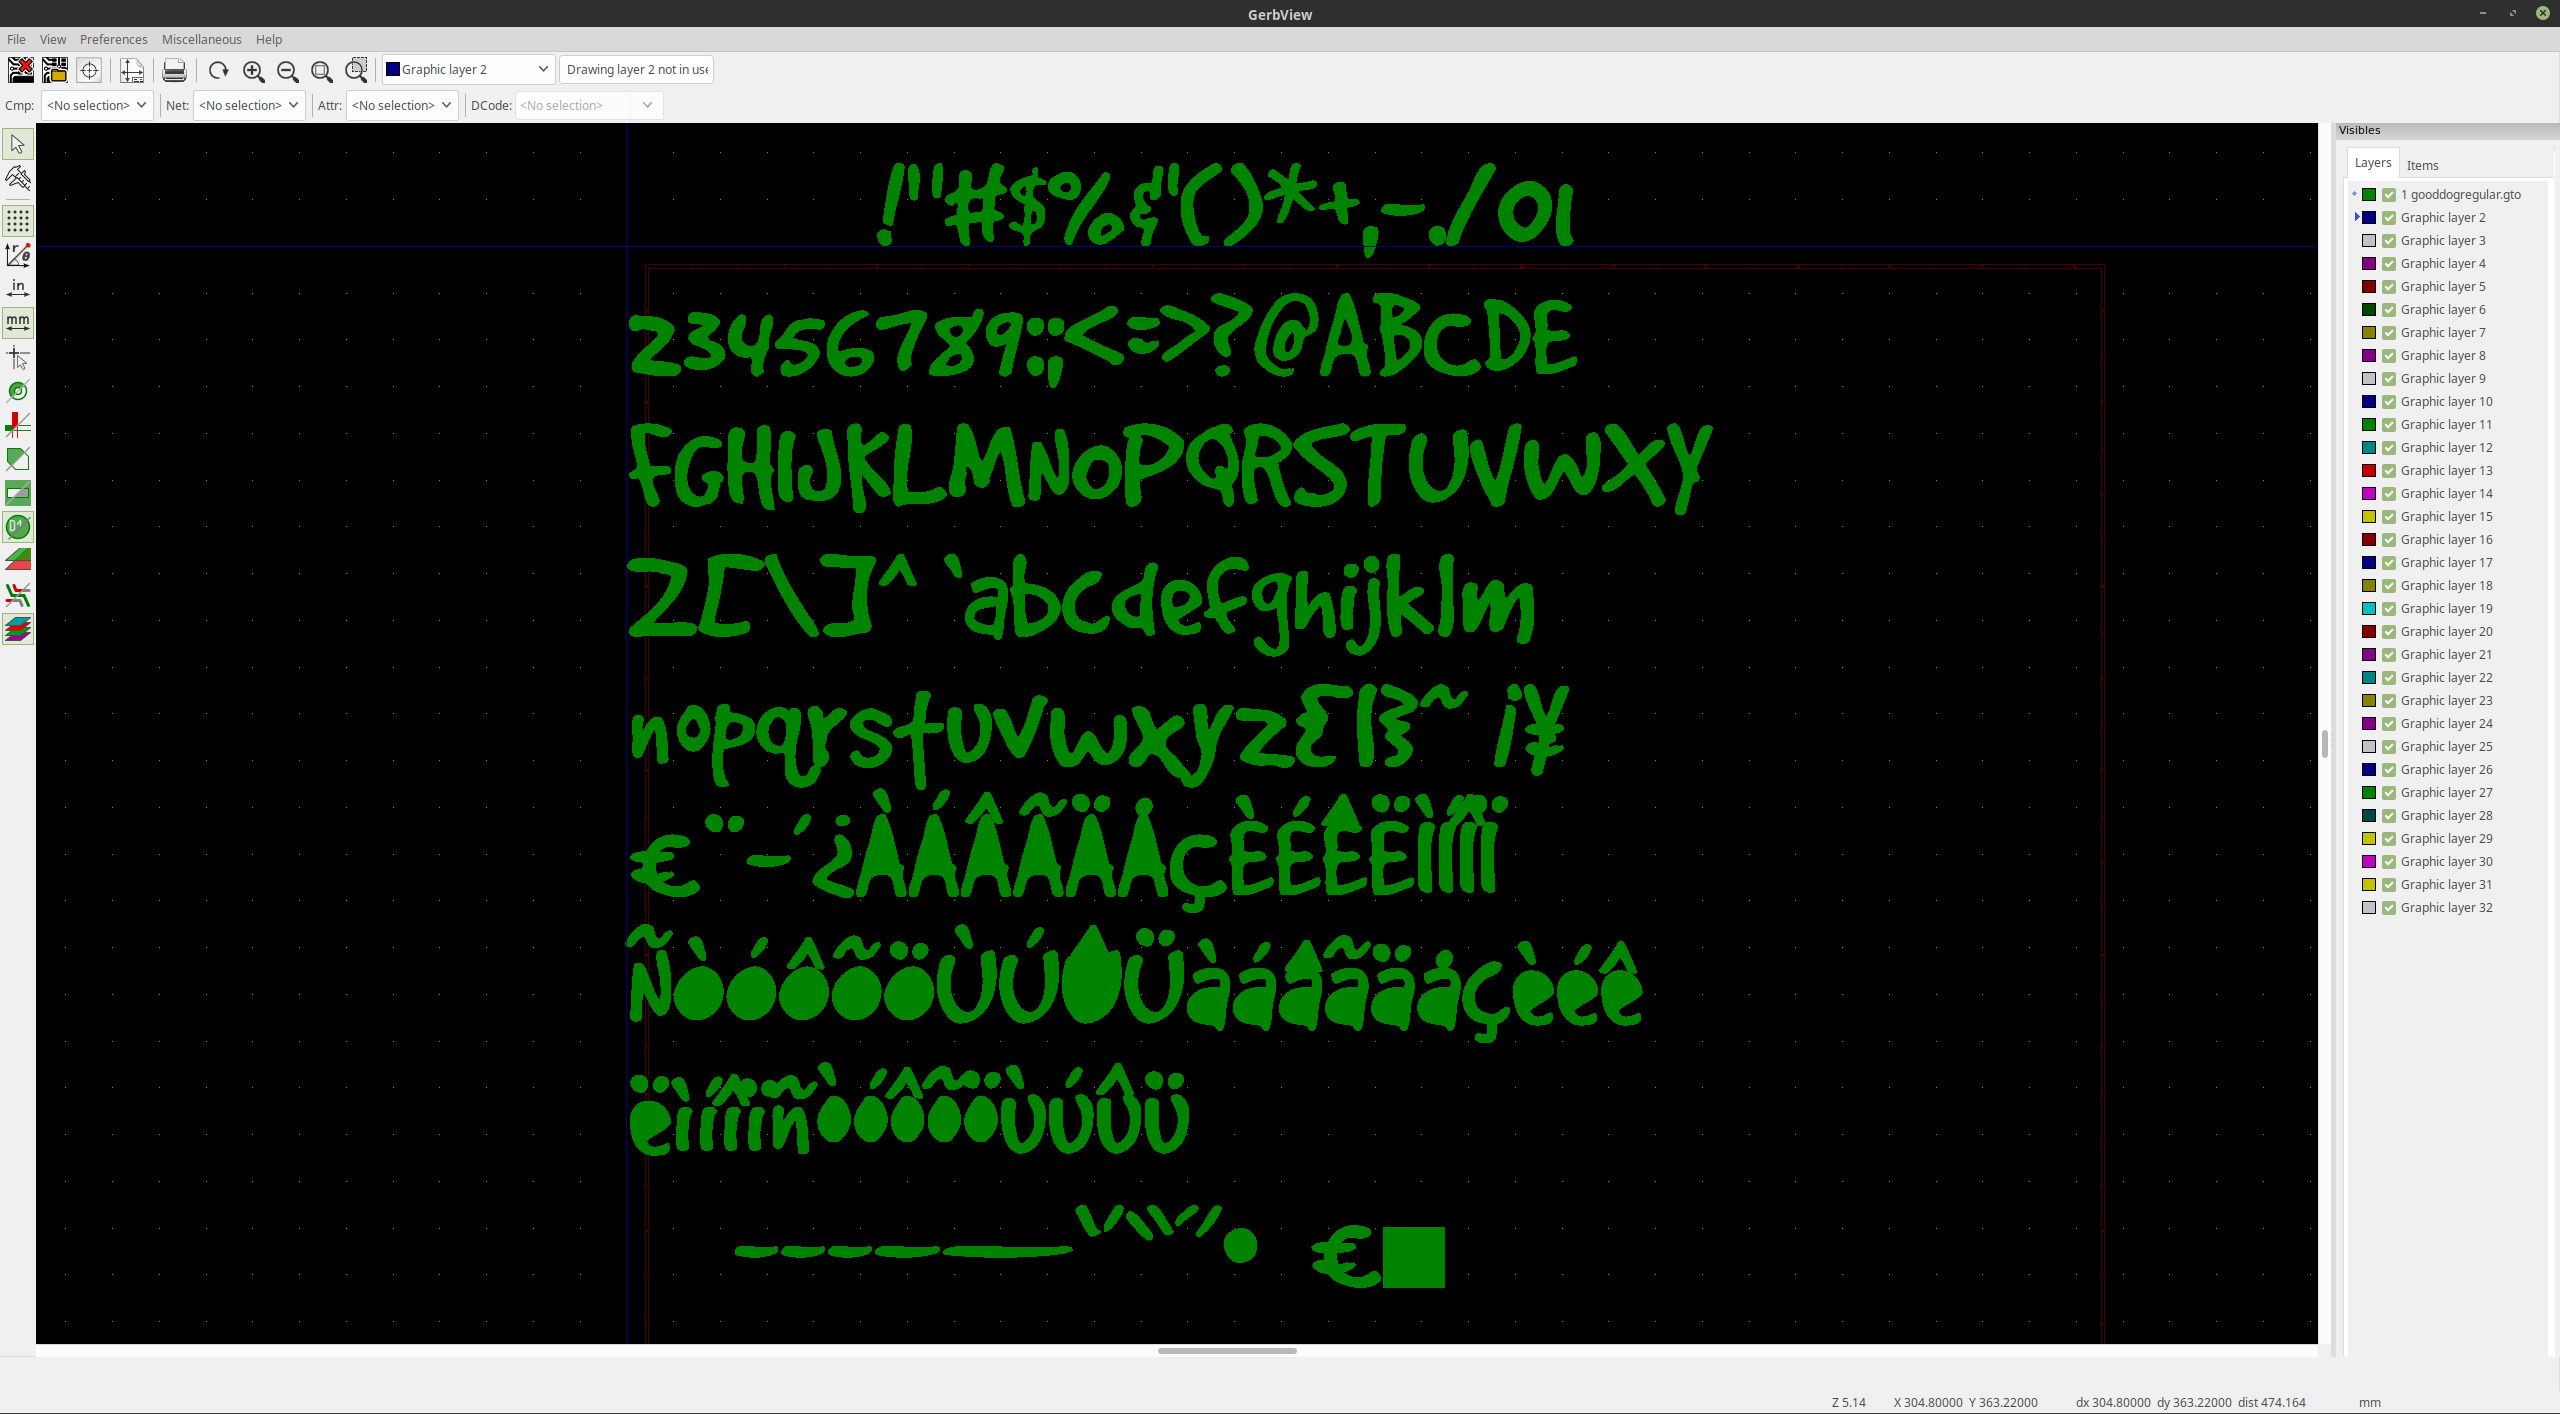 GerbView
File View Preferences Miscellaneous Help
Graphic layer 2 Drawing layer 2 not in use
Cmp: <No selection> Net: <No selection> Attr: <No selection> DCode: <No selection>
in
mm
Visibles
Layers Items
1 gooddogregular.gto
Graphic layer 2
Graphic layer 3
Graphic layer 4
Graphic layer 5
Graphic layer 6
Graphic layer 7
Graphic layer 8
Graphic layer 9
Graphic layer 10
Graphic layer 11
Graphic layer 12
Graphic layer 13
Graphic layer 14
Graphic layer 15
Graphic layer 16
Graphic layer 17
Graphic layer 18
Graphic layer 19
Graphic layer 20
Graphic layer 21
Graphic layer 22
Graphic layer 23
Graphic layer 24
Graphic layer 25
Graphic layer 26
Graphic layer 27
Graphic layer 28
Graphic layer 29
Graphic layer 30
Graphic layer 31
Graphic layer 32
!"#$%&'()*+,-./01
23456789:;<=>?@ABCDE
FGHIJKLMNOPQRSTUVWXY
Z[\]^ `abcdefghijklm
nopqrstuvwxyz{|}~ ¡¥
€¨-´¿ÀÁÂÃÄÅÇÈÉÊËÌÍÎÏ
ÑÒÓÔÕÖÙÚÛÜàáâãäåçèéê
ëìíîïñòóôõöùúûü
€
Z 5.14 X 304.80000 Y 363.22000 dx 304.80000 dy 363.22000 dist 474.164 mm